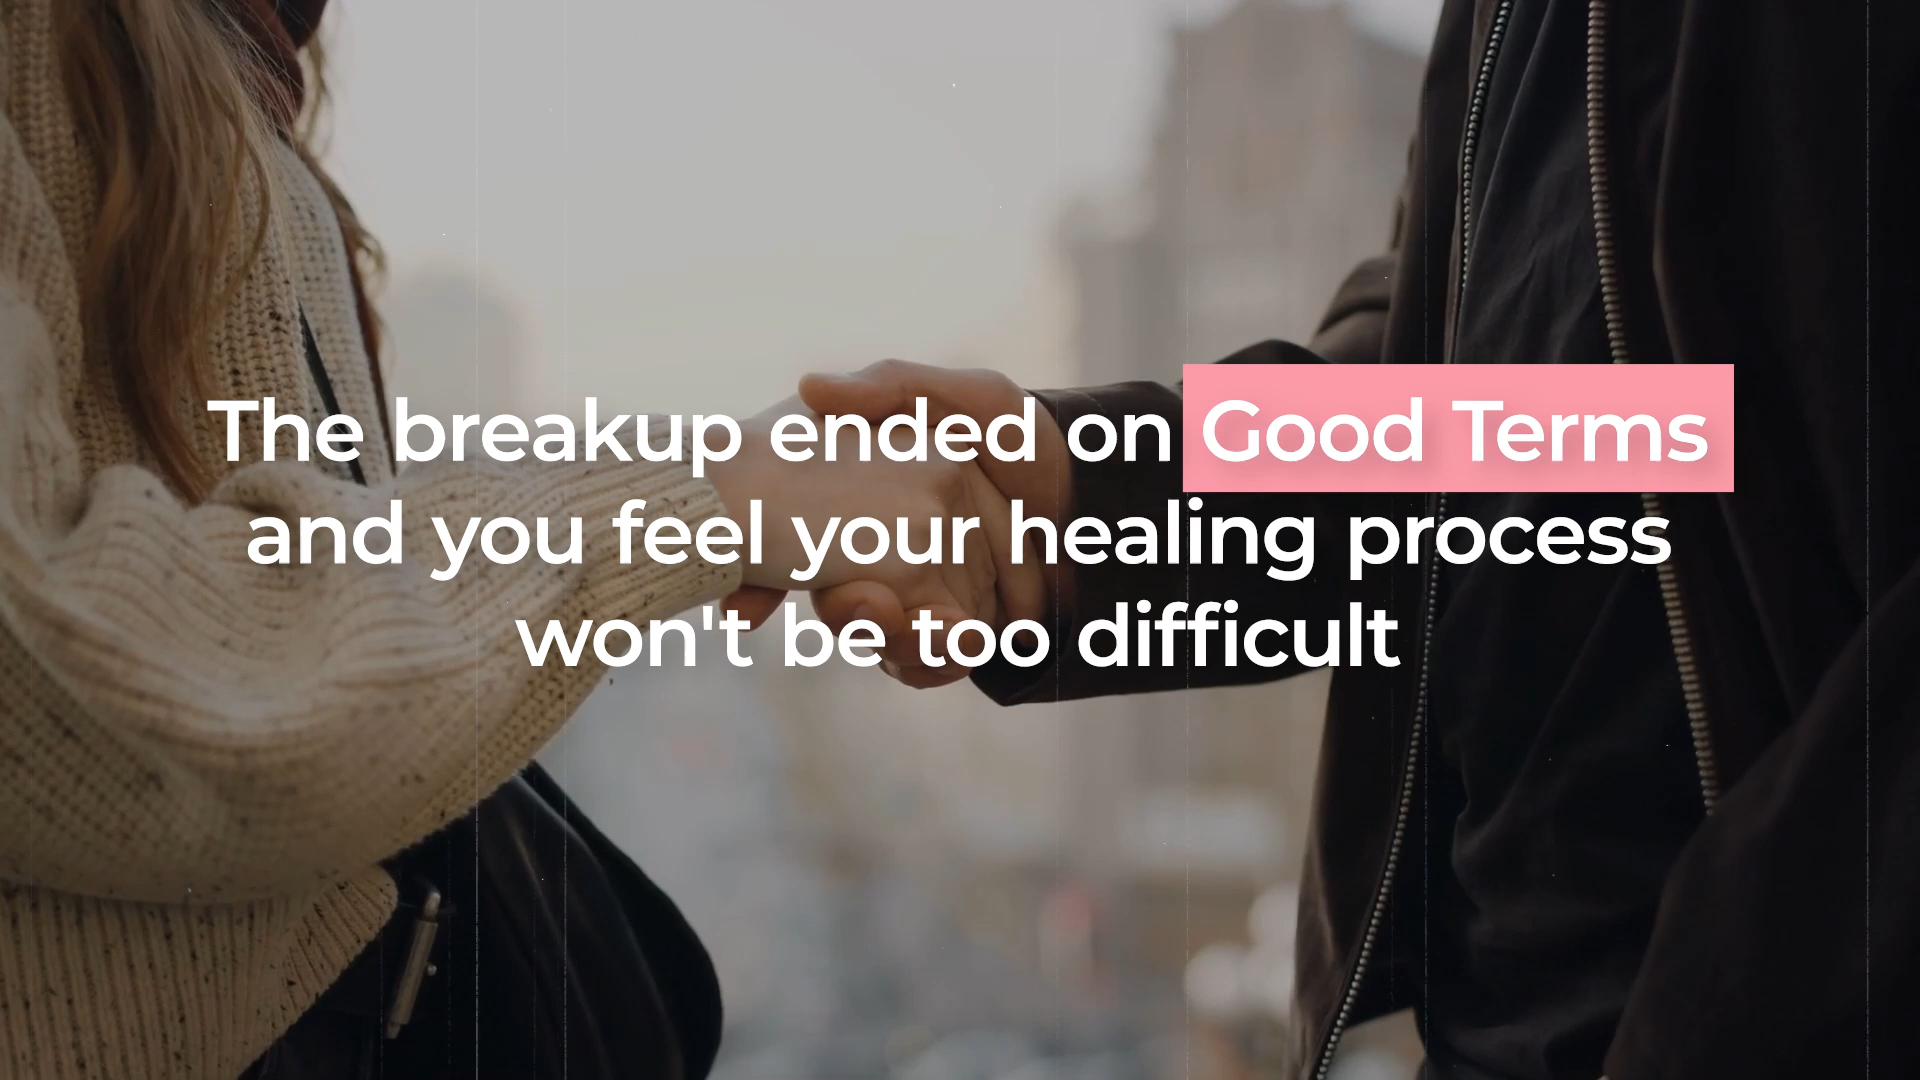 The breakup ended on Good Terms
and you feel your healing process
won't be too difficult